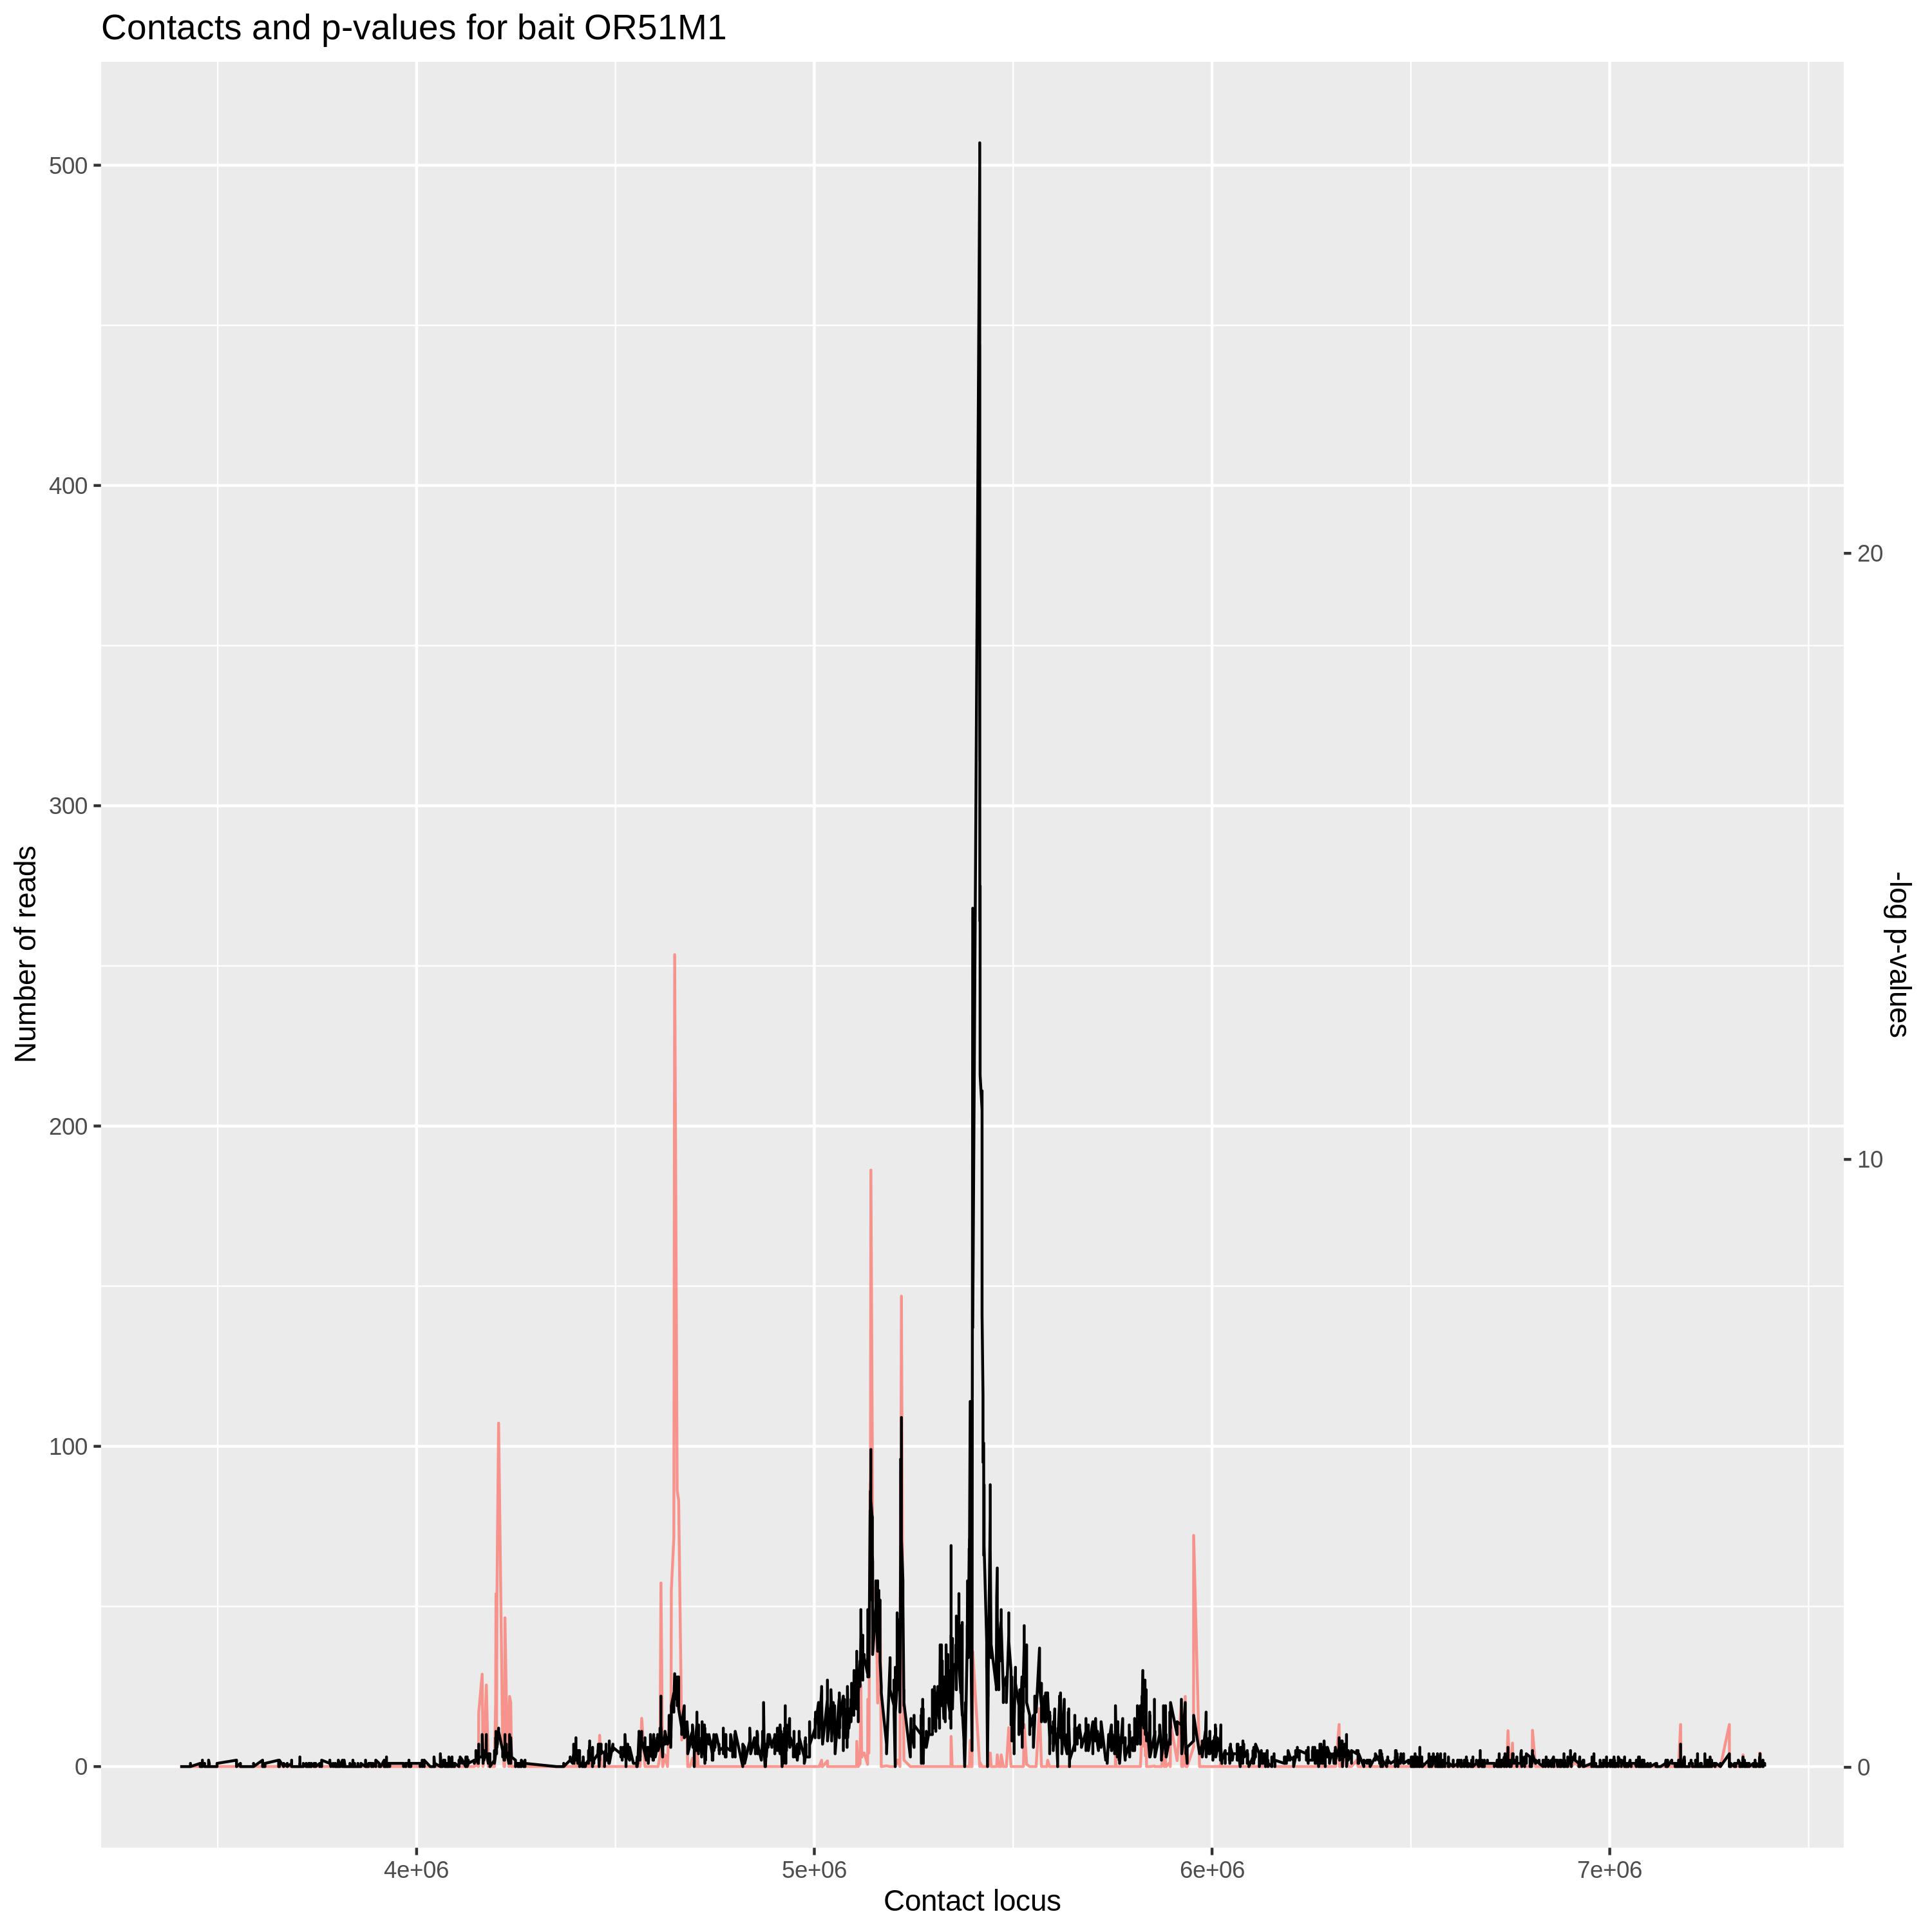 Contacts and p-values for bait OR51M1
500
400
300
200
100
0
Number of reads
20
10
0
-log p-values
4e+06
5e+06
6e+06
7e+06
Contact locus